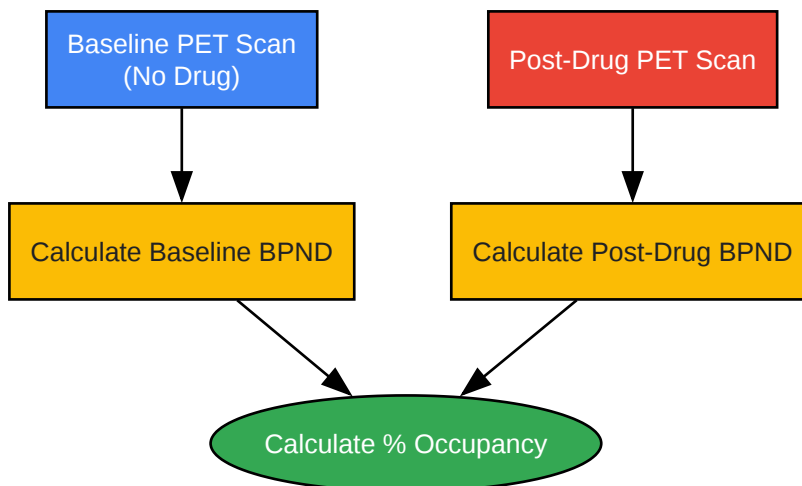 Baseline PET Scan
(No Drug)
Post-Drug PET Scan
Calculate Baseline BPND
Calculate Post-Drug BPND
Calculate % Occupancy